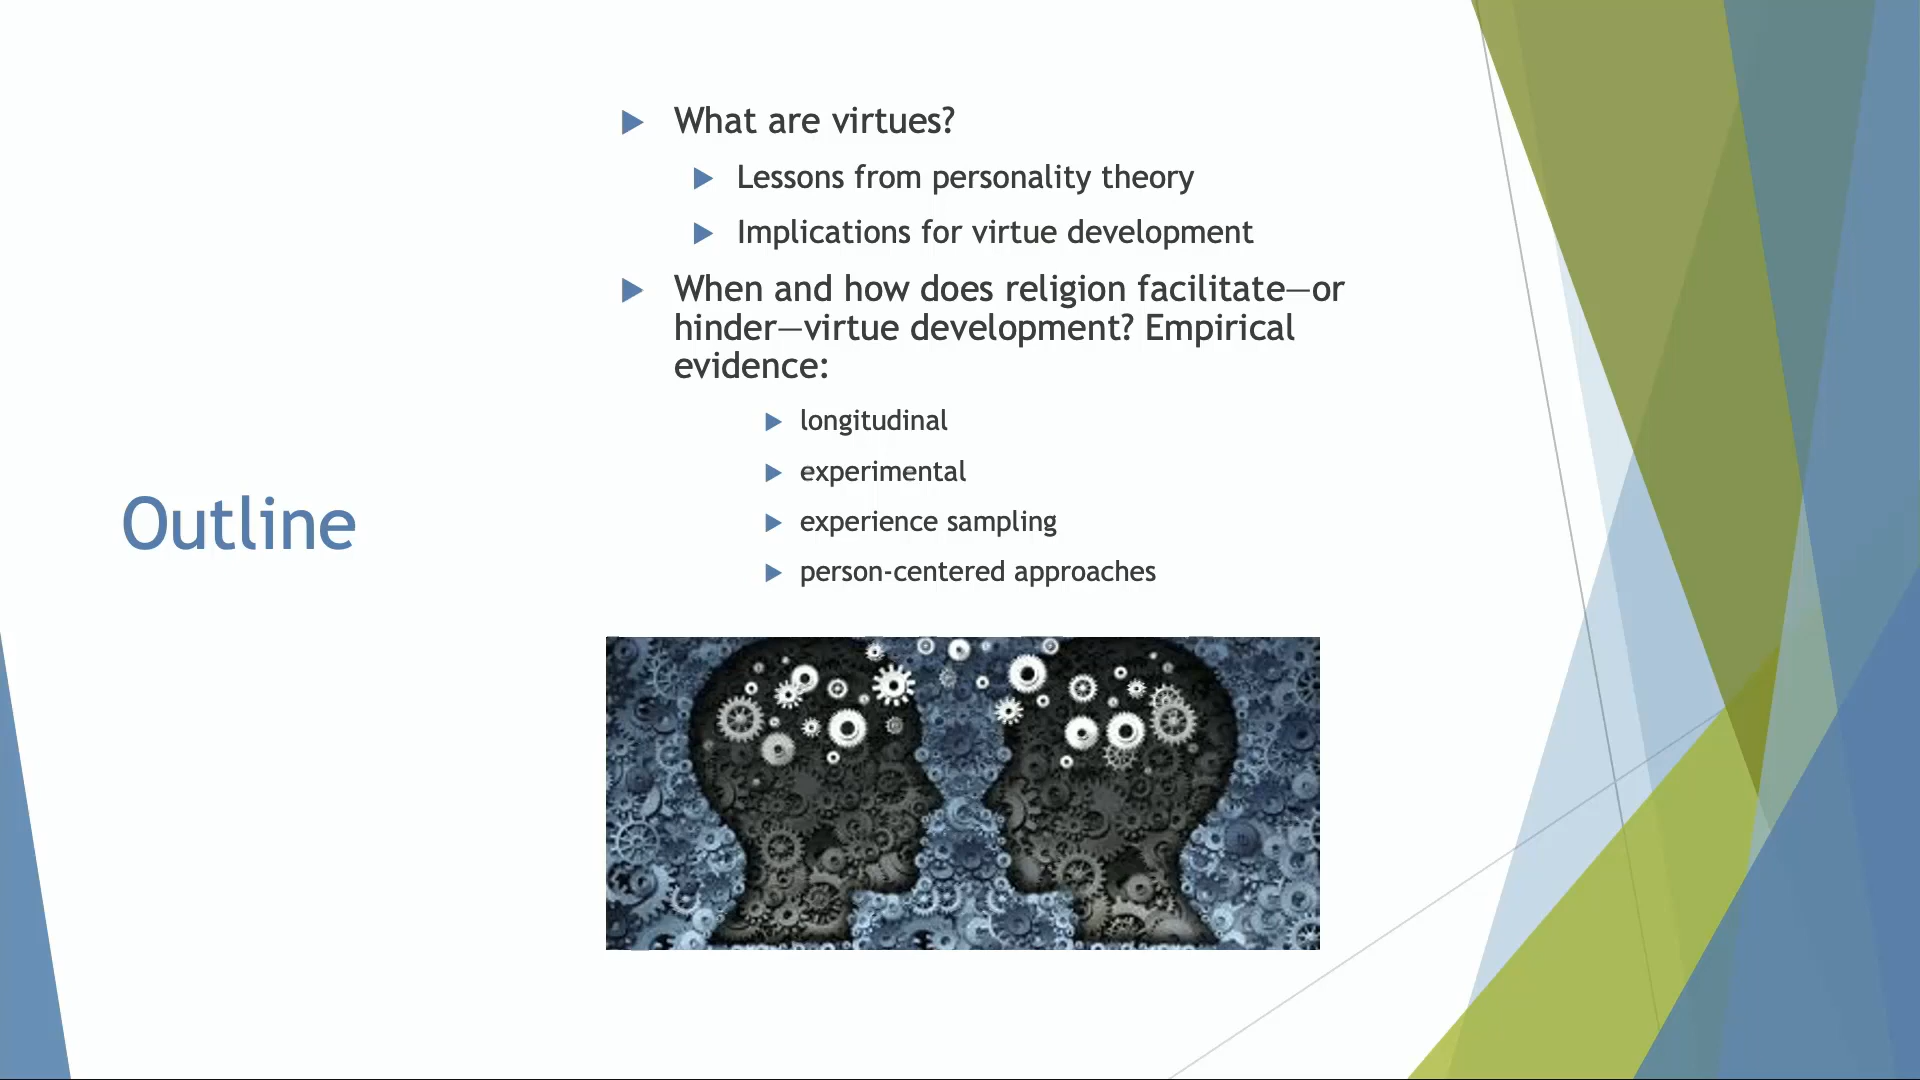 Outline
What are virtues?
Lessons from personality theory
Implications for virtue development
When and how does religion facilitate—or
hinder—virtue development? Empirical
evidence:
longitudinal
experimental
experience sampling
person-centered approaches